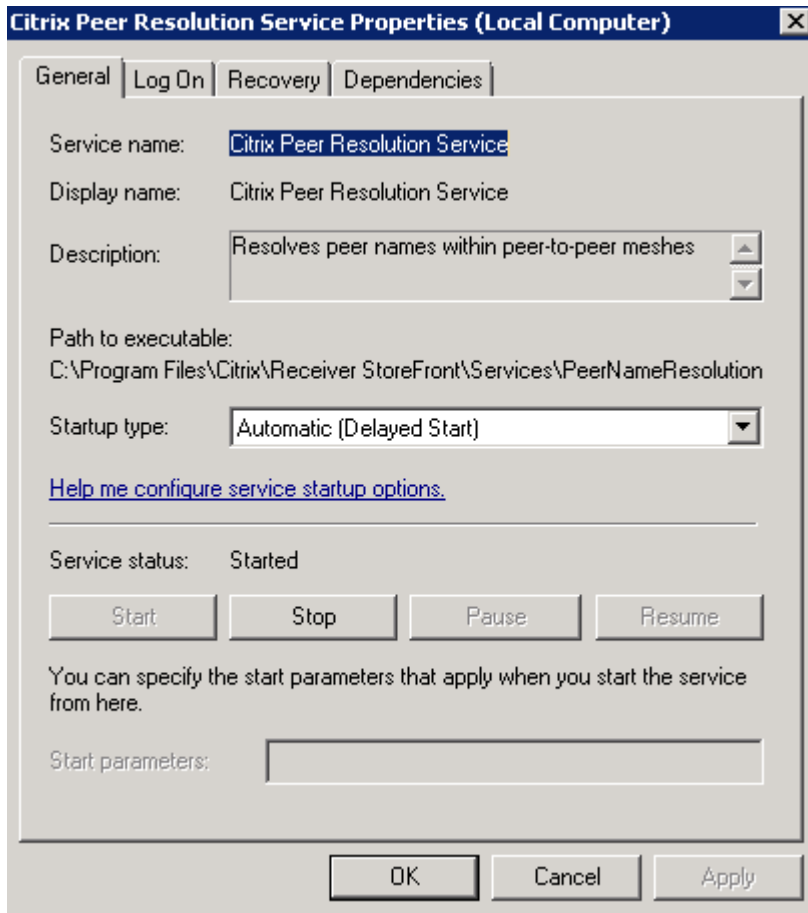 Citrix Peer Resolution Service Properties (Local Computer)
General Log On Recovery Dependencies
Service name: Citrix Peer Resolution Service
Display name: Citrix Peer Resolution Service
Description: Resolves peer names within peer-to-peer meshes
Path to executable:
C:\Program Files\Citrix\Receiver StoreFront\Services\PeerNameResolution
Startup type: Automatic (Delayed Start)
Help me configure service startup options.
Service status: Started
Start Stop Pause Resume
You can specify the start parameters that apply when you start the service
from here.
Start parameters:
OK Cancel Apply